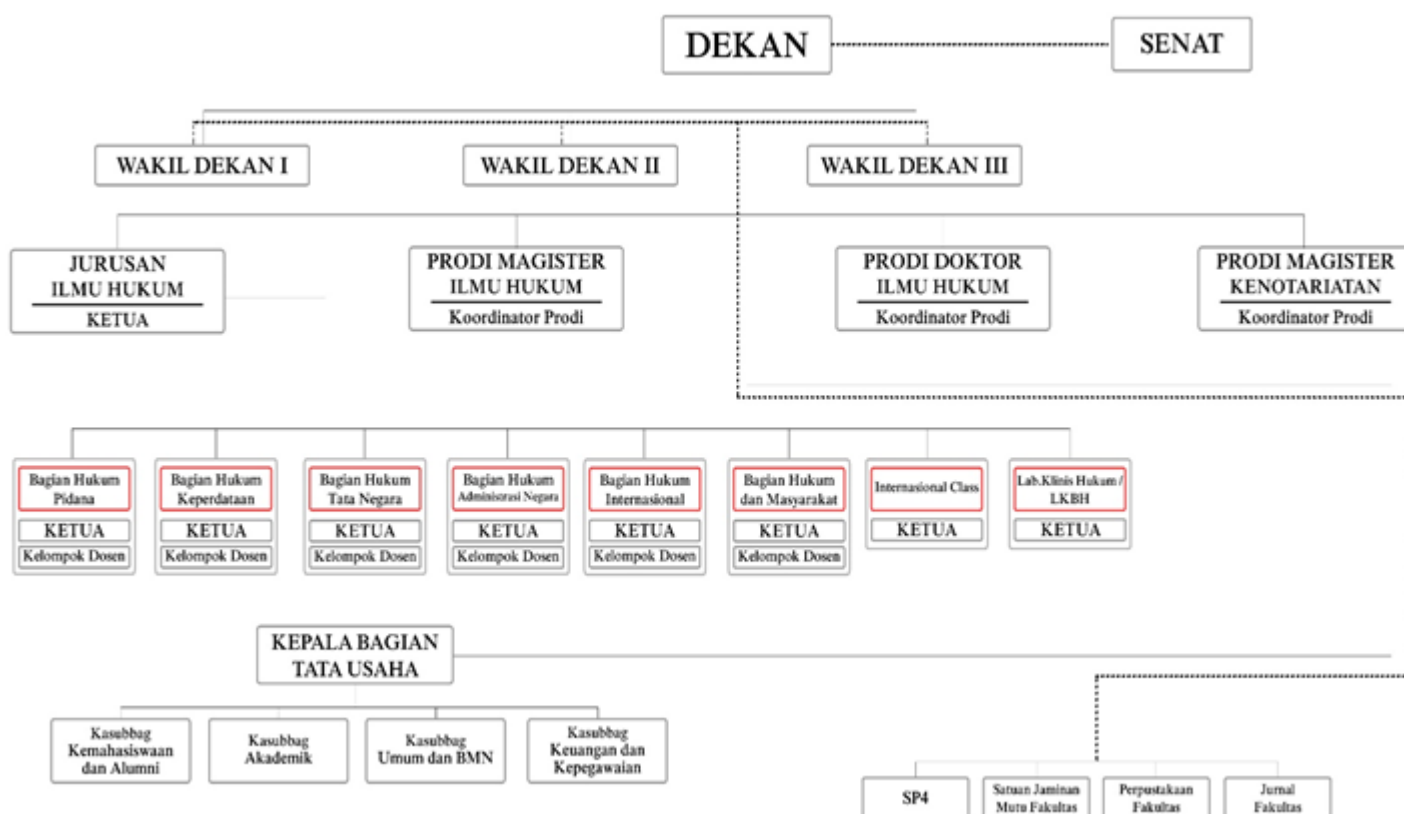 DEKAN
SENAT
WAKIL DEKAN I
WAKIL DEKAN II
WAKIL DEKAN III
JURUSAN
ILMU HUKUM
KETUA
PRODI MAGISTER
ILMU HUKUM
Koordinator Prodi
PRODI DOKTOR
ILMU HUKUM
Koordinator Prodi
PRODI MAGISTER
KENOTARIATAN
Koordinator Prodi
Bagian Hukum
Pidana
KETUA
Kelompok Dosen
Bagian Hukum
Keperdataan
KETUA
Kelompok Dosen
Bagian Hukum
Tata Negara
KETUA
Kelompok Dosen
Bagian Hukum
Administrasi Negara
KETUA
Kelompok Dosen
Bagian Hukum
Internasional
KETUA
Kelompok Dosen
Bagian Hukum
dan Masyarakat
KETUA
Kelompok Dosen
Internasional Class
KETUA
Lab.Klinis Hukum /
LKBH
KETUA
KEPALA BAGIAN
TATA USAHA
Kasubbag
Kemahasiswaan
dan Alumni
Kasubbag
Akademik
Kasubbag
Umum dan BMN
Kasubbag
Keuangan dan
Kepegawaian
SP4
Satuan Jaminan
Mutu Fakultas
Perpustakaan
Fakultas
Jurnal
Fakultas